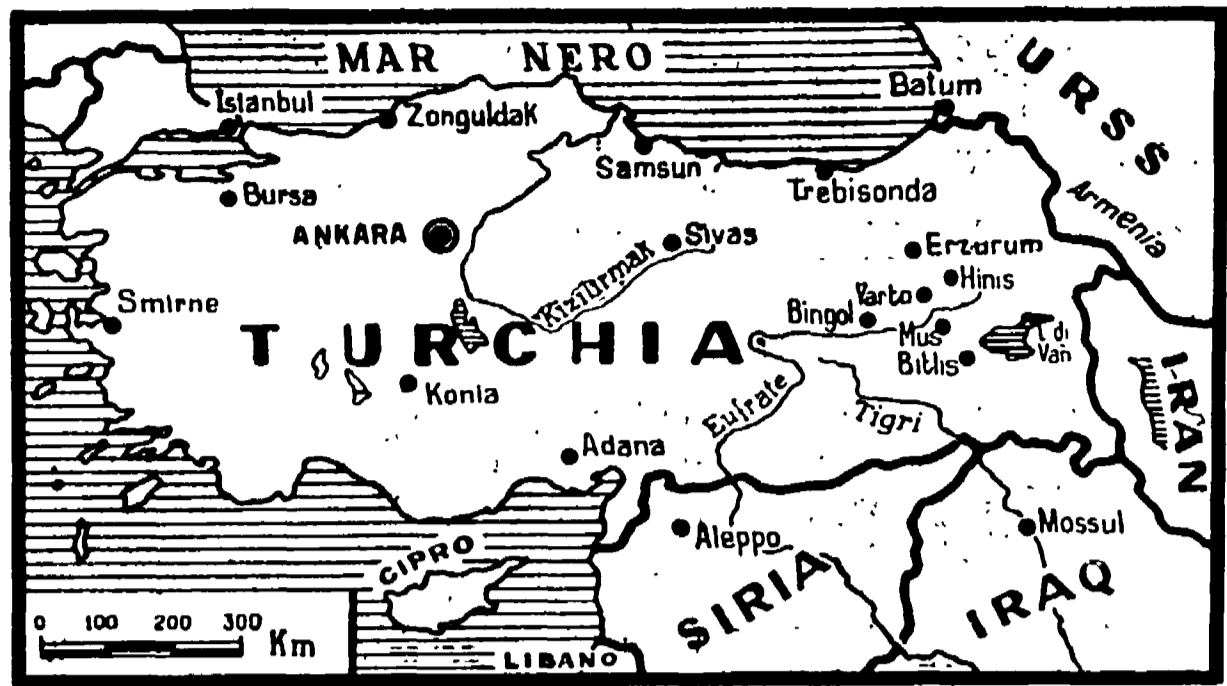 MAR NERO
URSS
Batum
Istanbul
Zonguldak
Samsun
Trebisonda
Armenia
Bursa
ANKARA
Sivas
Erzurum
Hinis
Kizilirmak
Varto
Smirne
Bingol
Mus
L di
Van
TURCHIA
Bitlis
IRAN
Konia
Eufrate
Tigri
Adana
Aleppo
Mossul
CIPRO
SIRIA
IRAQ
0 100 200 300
Km
LIBANO